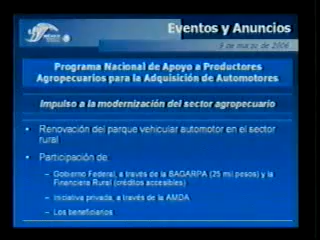 Eventos y Anuncios
5 de marzo de 2006
Programa Nacional de Apoyo a Productores
Agropecuarios para la Adquisición de Automotores
Impulso a la modernización del sector agropecuario
• Renovación del parque vehicular automotor en el sector
rural
• Participación de:
– Gobierno Federal, a través de la SAGARPA (25 mil pesos) y la
Financiera Rural (créditos accesibles)
– Iniciativa privada, a través de la AMDA
– Los beneficiarios